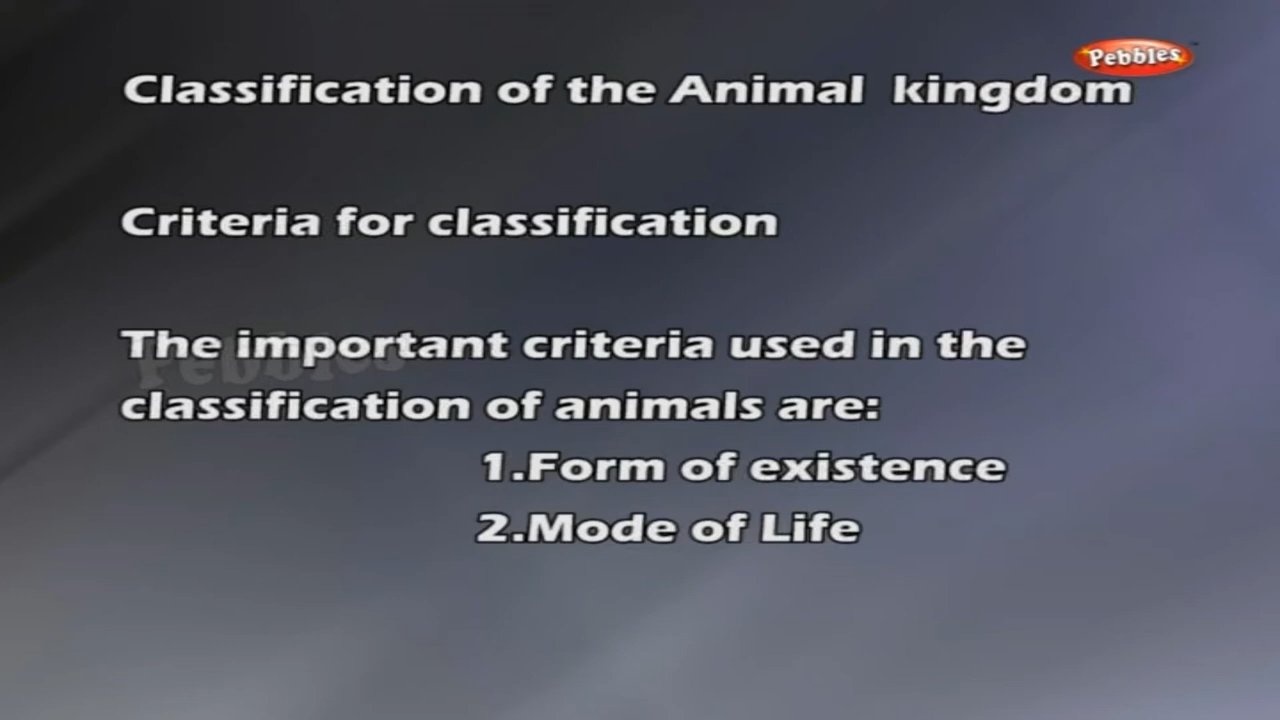 Pebbles
Classification of the Animal kingdom
Criteria for classification
The important criteria used in the
Pebbles
classification of animals are:
1.Form of existence
2.Mode of Life